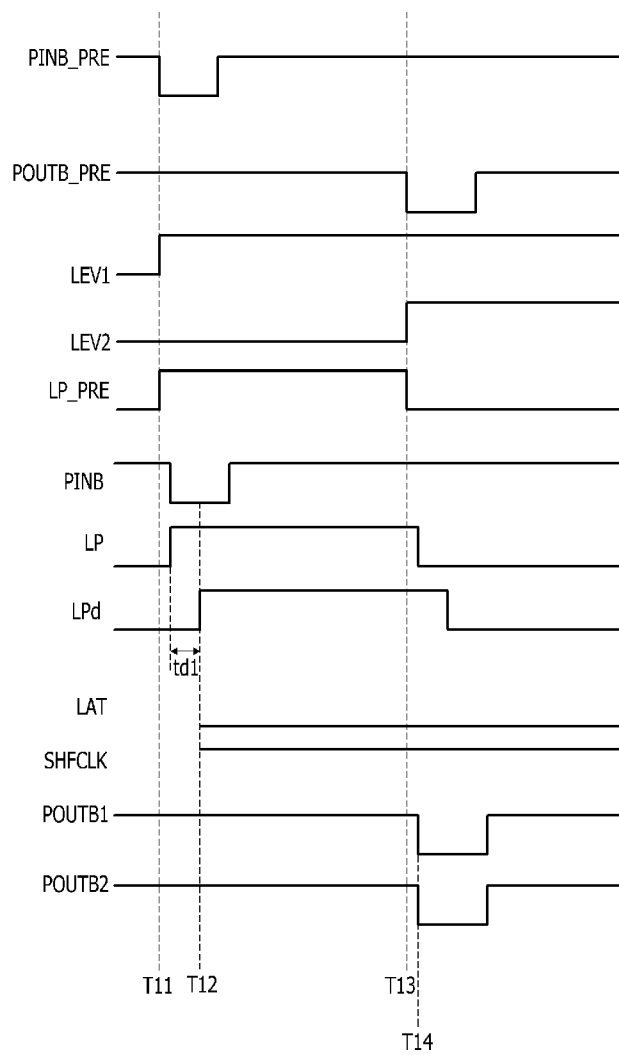 PINB_PRE
POUTB_PRE
LEV1
LEV2
LP_PRE
PINB
LP
LPd
td1
LAT
SHFCLK
POUTB1
POUTB2
T11 T12 T13
T14